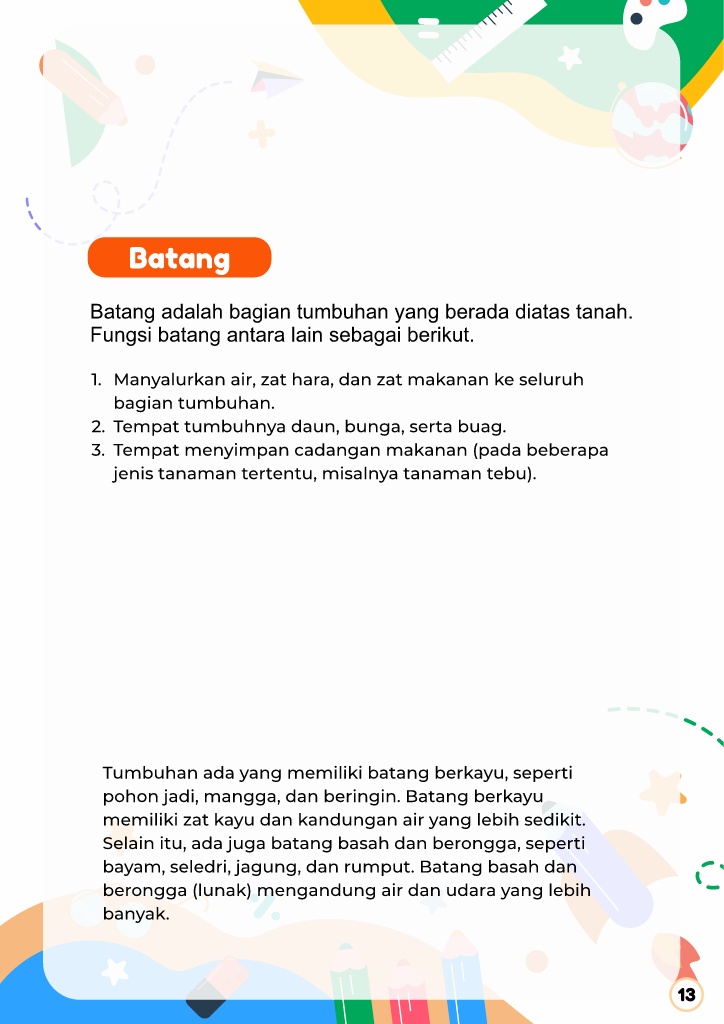 Batang
Batang adalah bagian tumbuhan yang berada diatas tanah.
Fungsi batang antara lain sebagai berikut.
1. Manyalurkan air, zat hara, dan zat makanan ke seluruh
bagian tumbuhan.
2. Tempat tumbuhnya daun, bunga, serta buag.
3. Tempat menyimpan cadangan makanan (pada beberapa
jenis tanaman tertentu, misalnya tanaman tebu).
Tumbuhan ada yang memiliki batang berkayu, seperti
pohon jadi, mangga, dan beringin. Batang berkayu
memiliki zat kayu dan kandungan air yang lebih sedikit.
Selain itu, ada juga batang basah dan berongga, seperti
bayam, seledri, jagung, dan rumput. Batang basah dan
berongga (lunak) mengandung air dan udara yang lebih
banyak.
13